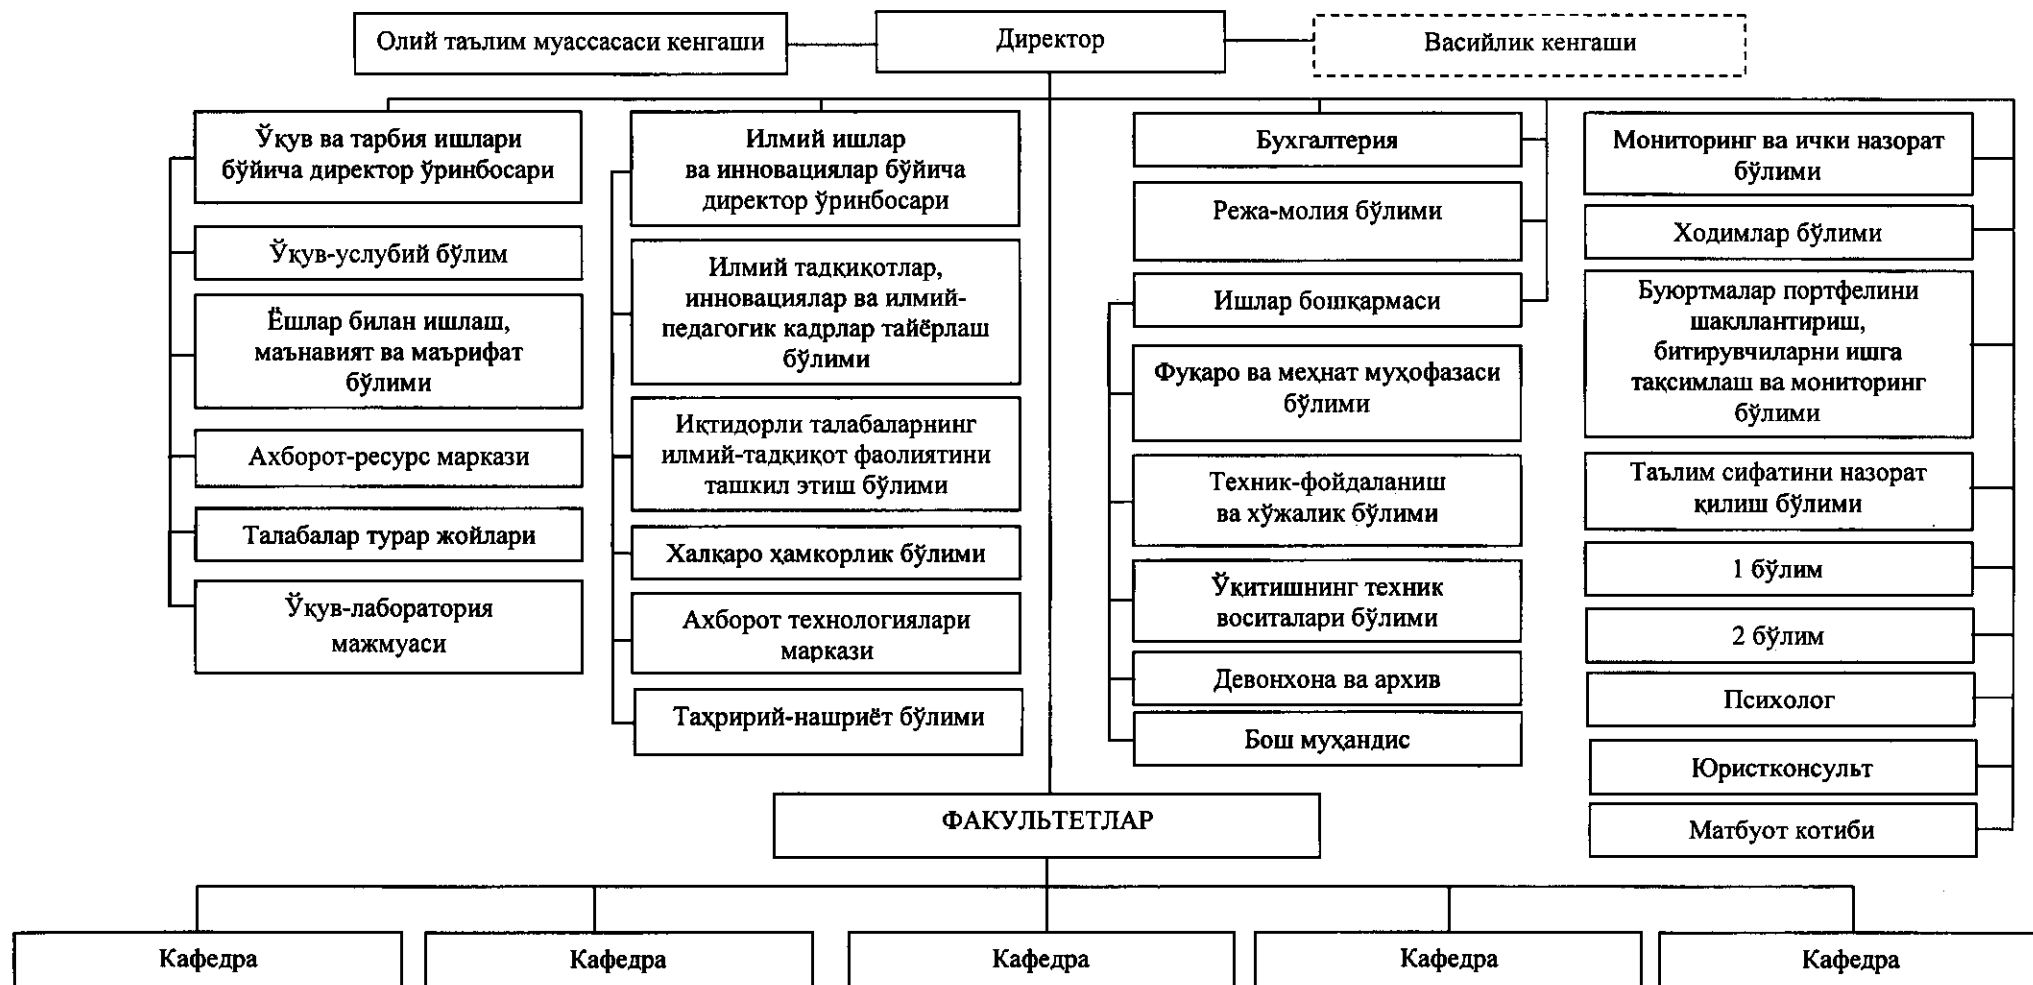 Олий таълим муассасаси кенгаши
Директор
Васийлик кенгаши
Ўқув ва тарбия ишлари
бўйича директор ўринбосари
Ўқув-услубий бўлим
Ёшлар билан ишлаш,
маънавият ва маърифат
бўлими
Ахборот-ресурс маркази
Талабалар турар жойлари
Ўқув-лаборатория
мажмуаси
Илмий ишлар
ва инновациялар бўйича
директор ўринбосари
Илмий тадқиқотлар,
инновациялар ва илмий-
педагогик кадрлар тайёрлаш
бўлими
Иқтидорли талабаларнинг
илмий-тадқиқот фаолиятини
ташкил этиш бўлими
Халқаро ҳамкорлик бўлими
Ахборот технологиялари
маркази
Таҳририй-нашриёт бўлими
Бухгалтерия
Режа-молия бўлими
Ишлар бошқармаси
Фуқаро ва меҳнат муҳофазаси
бўлими
Техник-фойдаланиш
ва хўжалик бўлими
Ўқитишнинг техник
воситалари бўлими
Девонхона ва архив
Бош муҳандис
Мониторинг ва ички назорат
бўлими
Ходимлар бўлими
Буюртмалар портфелини
шакллантириш,
битирувчиларни ишга
тақсимлаш ва мониторинг
бўлими
Таълим сифатини назорат
қилиш бўлими
1 бўлим
2 бўлим
Психолог
Юристконсульт
Матбуот котиби
ФАКУЛЬТЕТЛАР
Кафедра
Кафедра
Кафедра
Кафедра
Кафедра